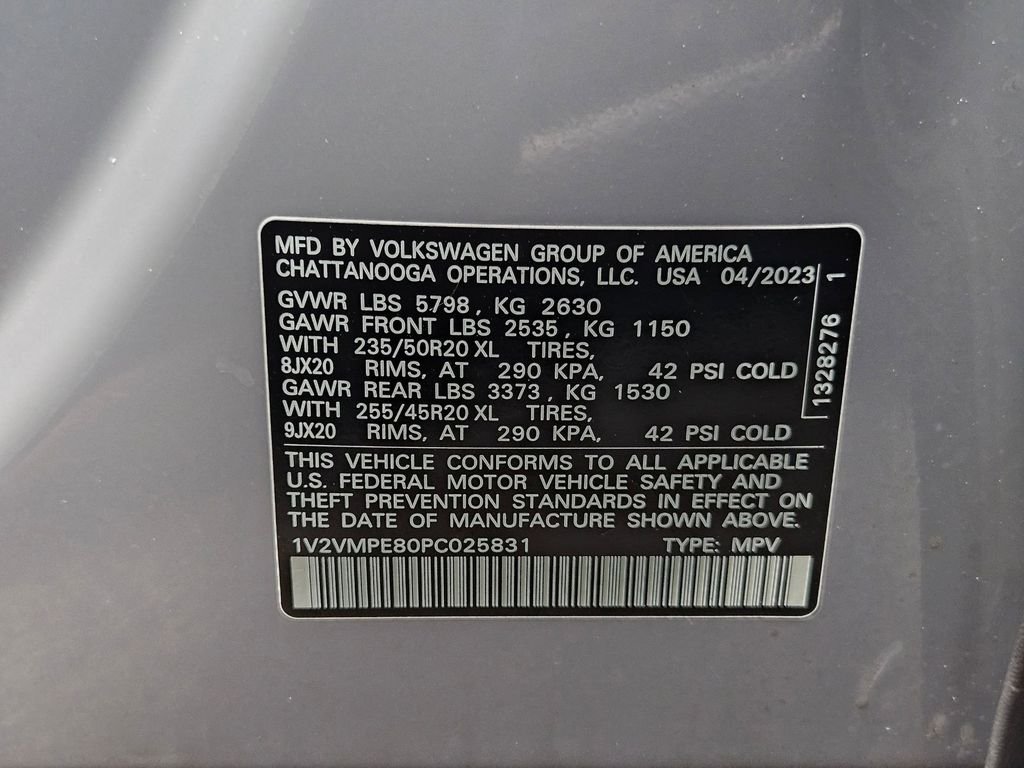 MFD BY VOLKSWAGEN GROUP OF AMERICA
CHATTANOOGA OPERATIONS, LLC. USA 04/2023
GVWR LBS 5798, KG 2630
GAWR FRONT LBS 2535, KG 1150
WITH 235/50R20 XL TIRES,
8JX20 RIMS, AT 290 KPA, 42 PSI COLD
GAWR REAR LBS 3373, KG 1530
WITH 255/45R20 XL TIRES,
9JX20 RIMS, AT 290 KPA, 42 PSI COLD
1328276 1
THIS VEHICLE CONFORMS TO ALL APPLICABLE
U.S. FEDERAL MOTOR VEHICLE SAFETY AND
THEFT PREVENTION STANDARDS IN EFFECT ON
THE DATE OF MANUFACTURE SHOWN ABOVE.
1V2VMPE80PC025831 TYPE: MPV